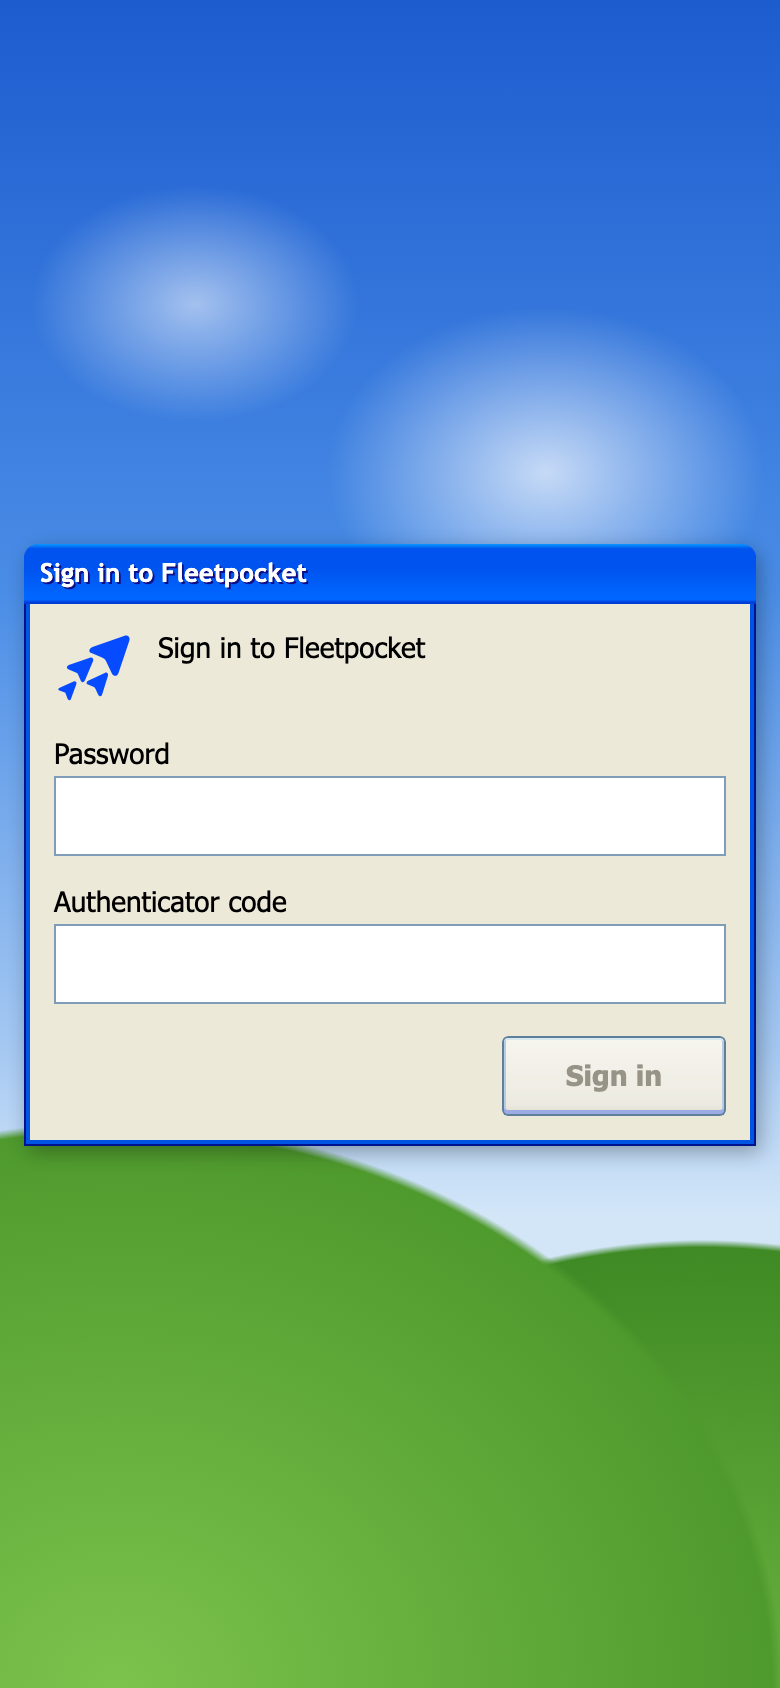 Sign in to Fleetpocket
Sign in to Fleetpocket
Password
Authenticator code
Sign in